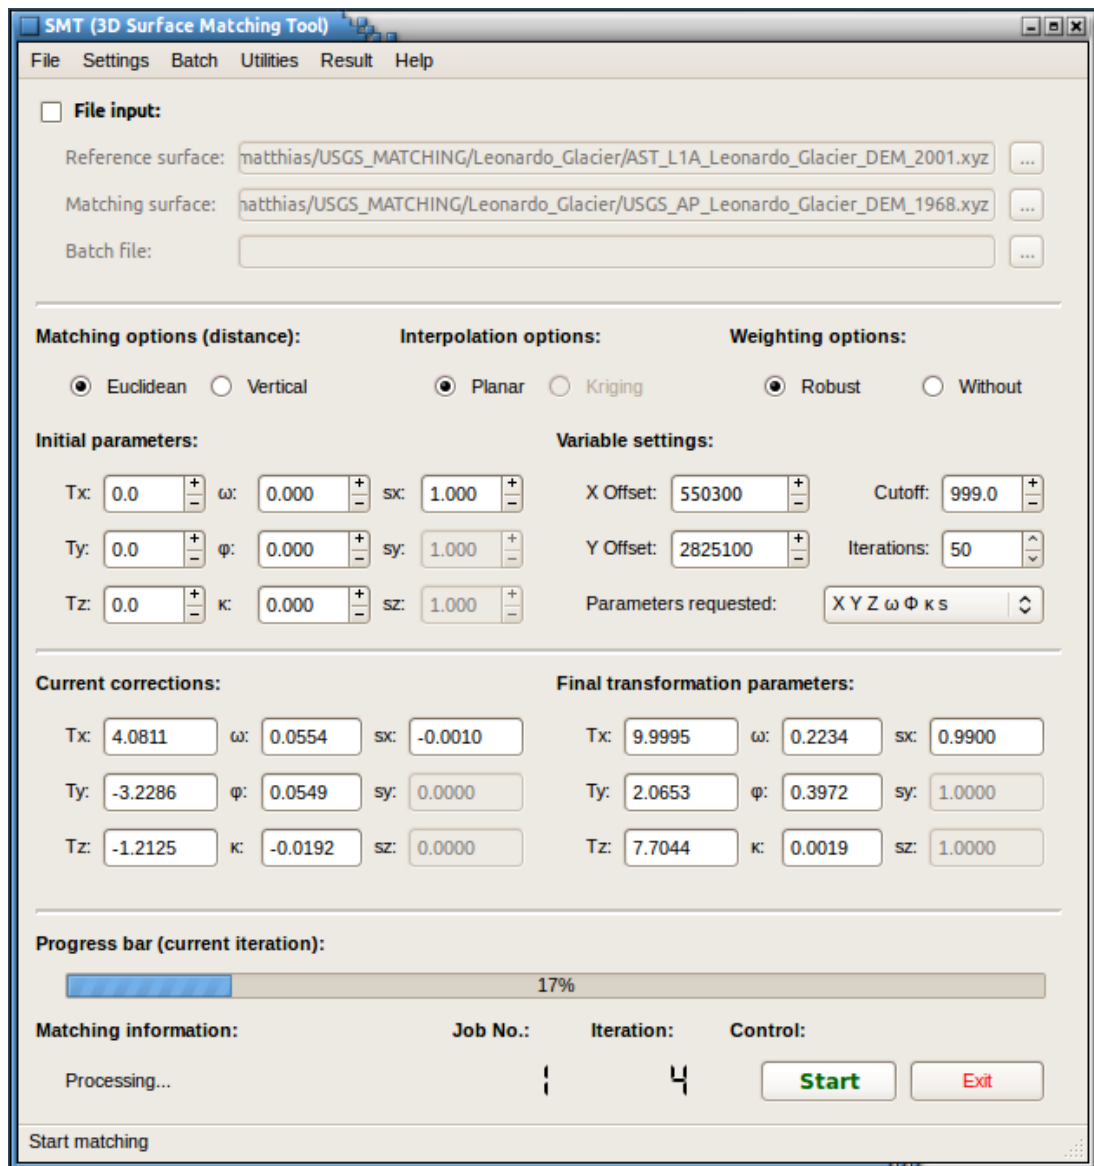 SMT (3D Surface Matching Tool)
File Settings Batch Utilities Result Help
File input:
Reference surface: matthias/USGS_MATCHING/Leonardo_Glacier/AST_L1A_Leonardo_Glacier_DEM_2001.xyz ...
Matching surface: natthias/USGS_MATCHING/Leonardo_Glacier/USGS_AP_Leonardo_Glacier_DEM_1968.xyz ...
Batch file: ...
Matching options (distance): Interpolation options: Weighting options:
Euclidean Vertical Planar Kriging Robust Without
Initial parameters: Variable settings:
Tx: 0.0 ω: 0.000 sx: 1.000 X Offset: 550300 Cutoff: 999.0
Ty: 0.0 φ: 0.000 sy: 1.000 Y Offset: 2825100 Iterations: 50
Tz: 0.0 κ: 0.000 sz: 1.000 Parameters requested: X Y Z ω Φ κ s
Current corrections: Final transformation parameters:
Tx: 4.0811 ω: 0.0554 sx: -0.0010 Tx: 9.9995 ω: 0.2234 sx: 0.9900
Ty: -3.2286 φ: 0.0549 sy: 0.0000 Ty: 2.0653 φ: 0.3972 sy: 1.0000
Tz: -1.2125 κ: -0.0192 sz: 0.0000 Tz: 7.7044 κ: 0.0019 sz: 1.0000
Progress bar (current iteration):
17%
Matching information: Job No.: Iteration: Control:
Processing... 1 4 Start Exit
Start matching